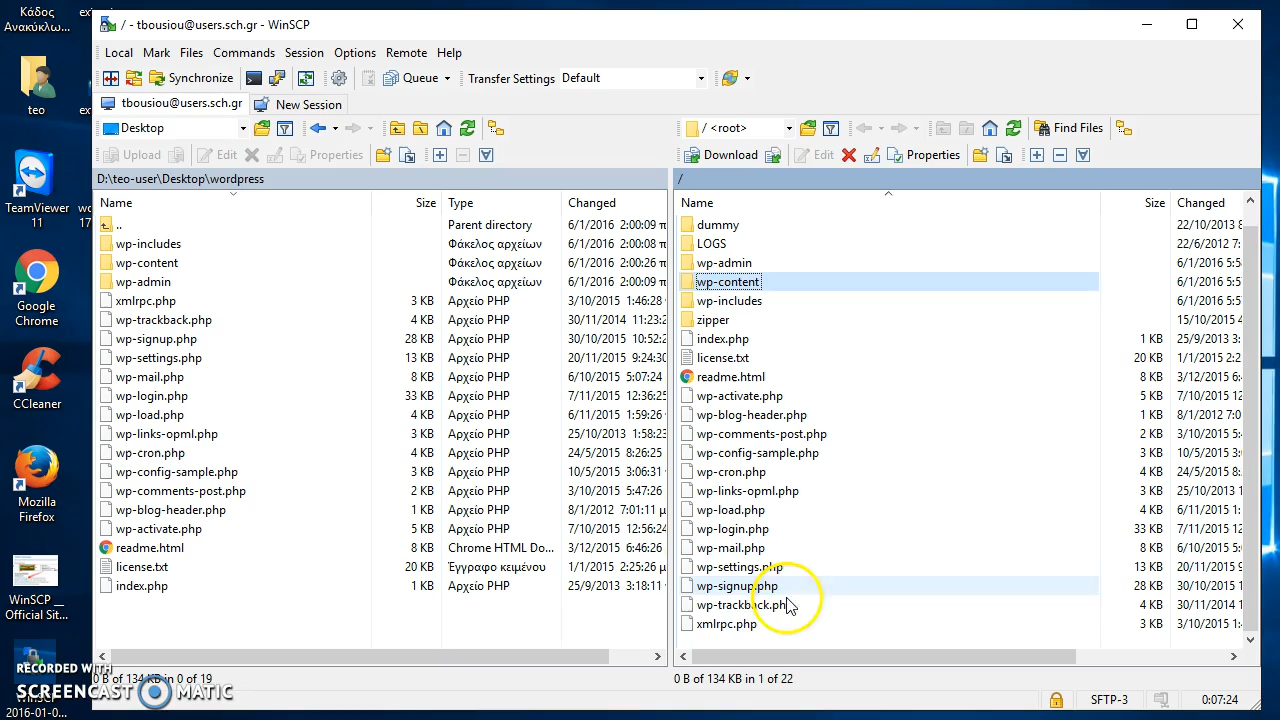 Κάδος
Ανακύκλω...
teo
TeamViewer
11
Google
Chrome
CCleaner
Mozilla
Firefox
WinSCP __
Official Sit...
2016-01-0...
/ - tbousiou@users.sch.gr - WinSCP
Local Mark Files Commands Session Options Remote Help
Synchronize Queue Transfer Settings Default
tbousiou@users.sch.gr New Session
Desktop
/ <root> Find Files
Upload Edit Properties
Download Edit Properties
D:\teo-user\Desktop\wordpress
/
Name Size Type Changed
.. Parent directory 6/1/2016 2:00:09 π
wp-includes Φάκελος αρχείων 6/1/2016 2:00:08 π
wp-content Φάκελος αρχείων 6/1/2016 2:00:26 π
wp-admin Φάκελος αρχείων 6/1/2016 2:00:09 π
xmlrpc.php 3 KB Αρχείο PHP 3/10/2015 1:46:28
wp-trackback.php 4 KB Αρχείο PHP 30/11/2014 11:23:2
wp-signup.php 28 KB Αρχείο PHP 30/10/2015 10:52:2
wp-settings.php 13 KB Αρχείο PHP 20/11/2015 9:24:30
wp-mail.php 8 KB Αρχείο PHP 6/10/2015 5:07:24
wp-login.php 33 KB Αρχείο PHP 7/11/2015 12:36:25
wp-load.php 4 KB Αρχείο PHP 6/11/2015 1:59:26
wp-links-opml.php 3 KB Αρχείο PHP 25/10/2013 1:58:23
wp-cron.php 4 KB Αρχείο PHP 24/5/2015 8:26:25
wp-config-sample.php 3 KB Αρχείο PHP 10/5/2015 3:06:31
wp-comments-post.php 2 KB Αρχείο PHP 3/10/2015 5:47:26
wp-blog-header.php 1 KB Αρχείο PHP 8/1/2012 7:01:11 μ
wp-activate.php 5 KB Αρχείο PHP 7/10/2015 12:56:24
readme.html 8 KB Chrome HTML Do... 3/12/2015 6:46:26
license.txt 20 KB Έγγραφο κειμένου 1/1/2015 2:25:26 μ
index.php 1 KB Αρχείο PHP 25/9/2013 3:18:11
Name Size Changed
dummy 22/10/2013 8
LOGS 22/6/2012 7:
wp-admin 6/1/2016 5:5
wp-content 6/1/2016 5:5
wp-includes 6/1/2016 5:5
zipper 15/10/2015 4
index.php 1 KB 25/9/2013 3:
license.txt 20 KB 1/1/2015 2:2
readme.html 8 KB 3/12/2015 6:
wp-activate.php 5 KB 7/10/2015 12
wp-blog-header.php 1 KB 8/1/2012 7:0
wp-comments-post.php 2 KB 3/10/2015 5:
wp-config-sample.php 3 KB 10/5/2015 3:
wp-cron.php 4 KB 24/5/2015 8:
wp-links-opml.php 3 KB 25/10/2013 1
wp-load.php 4 KB 6/11/2015 1:
wp-login.php 33 KB 7/11/2015 12
wp-mail.php 8 KB 6/10/2015 5:
wp-settings.php 13 KB 20/11/2015 9
wp-signup.php 28 KB 30/10/2015 1
wp-trackback.php 4 KB 30/11/2014 1
xmlrpc.php 3 KB 3/10/2015 1:
0 B of 134 KB in 0 of 19
0 B of 134 KB in 1 of 22
SFTP-3 0:07:24
RECORDED WITH
SCREENCAST MATIC